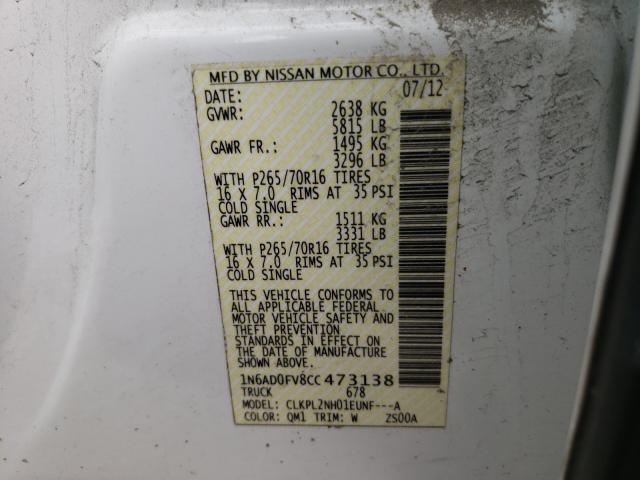 MFD BY NISSAN MOTOR CO., LTD.
DATE: 07/12
GVWR: 2638 KG
5815 LB
GAWR FR.: 1495 KG
3296 LB
WITH P265/70R16 TIRES
16 X 7.0 RIMS AT 35 PSI
COLD SINGLE
GAWR RR.: 1511 KG
3331 LB
WITH P265/70R16 TIRES
16 X 7.0 RIMS AT 35 PSI
COLD SINGLE
THIS VEHICLE CONFORMS TO
ALL APPLICABLE FEDERAL
MOTOR VEHICLE SAFETY AND
THEFT PREVENTION
STANDARDS IN EFFECT ON
THE DATE OF MANUFACTURE
SHOWN ABOVE.
1N6AD0FV8CC 473138
TRUCK 678
MODEL: CLKPL2NH01EUNF---A
COLOR: QM1 TRIM: W ZS00A